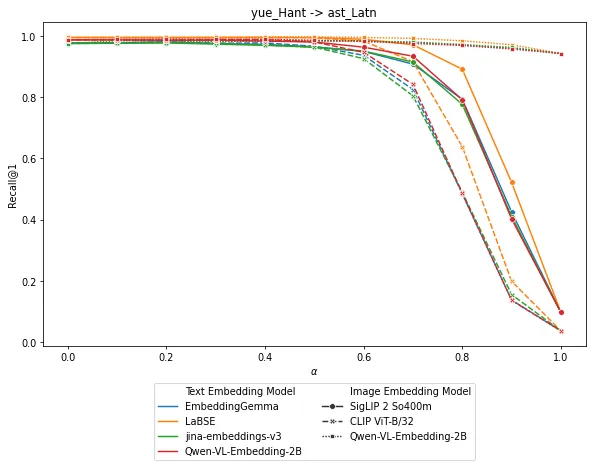 yue_Hant -> ast_Latn
Recall@1
1.0
0.8
0.6
0.4
0.2
0.0
0.0 0.2 0.4 0.6 0.8 1.0
α
Text Embedding Model
EmbeddingGemma
LaBSE
jina-embeddings-v3
Qwen-VL-Embedding-2B
Image Embedding Model
SigLIP 2 So400m
CLIP ViT-B/32
Qwen-VL-Embedding-2B